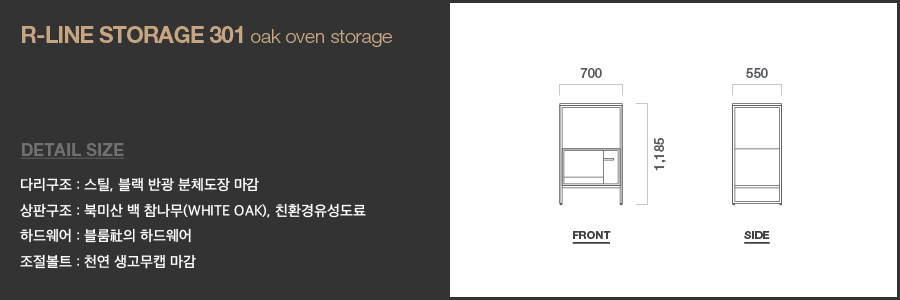 R-LINE STORAGE 301 oak oven storage
DETAIL SIZE
다리구조 : 스틸, 블랙 반광 분체도장 마감
상판구조 : 북미산 백 참나무(WHITE OAK), 친환경유성도료
하드웨어 : 블룸社의 하드웨어
조절볼트 : 천연 생고무캡 마감
700
550
1,185
FRONT
SIDE